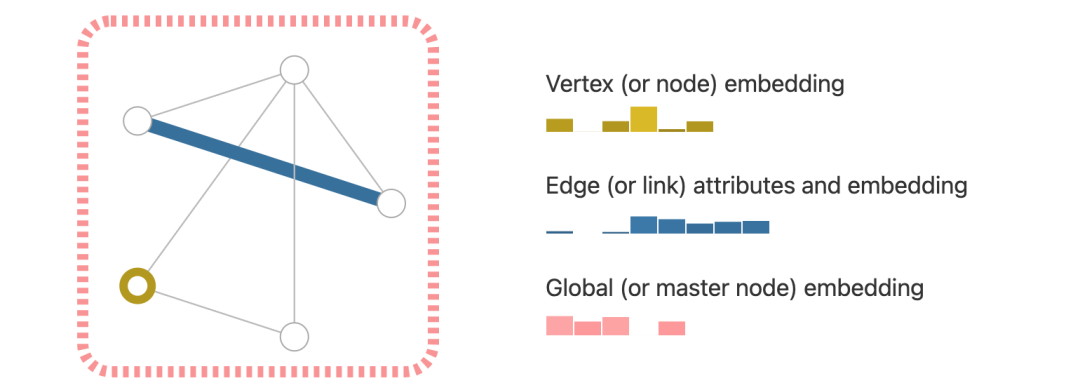 Vertex (or node) embedding
Edge (or link) attributes and embedding
Global (or master node) embedding